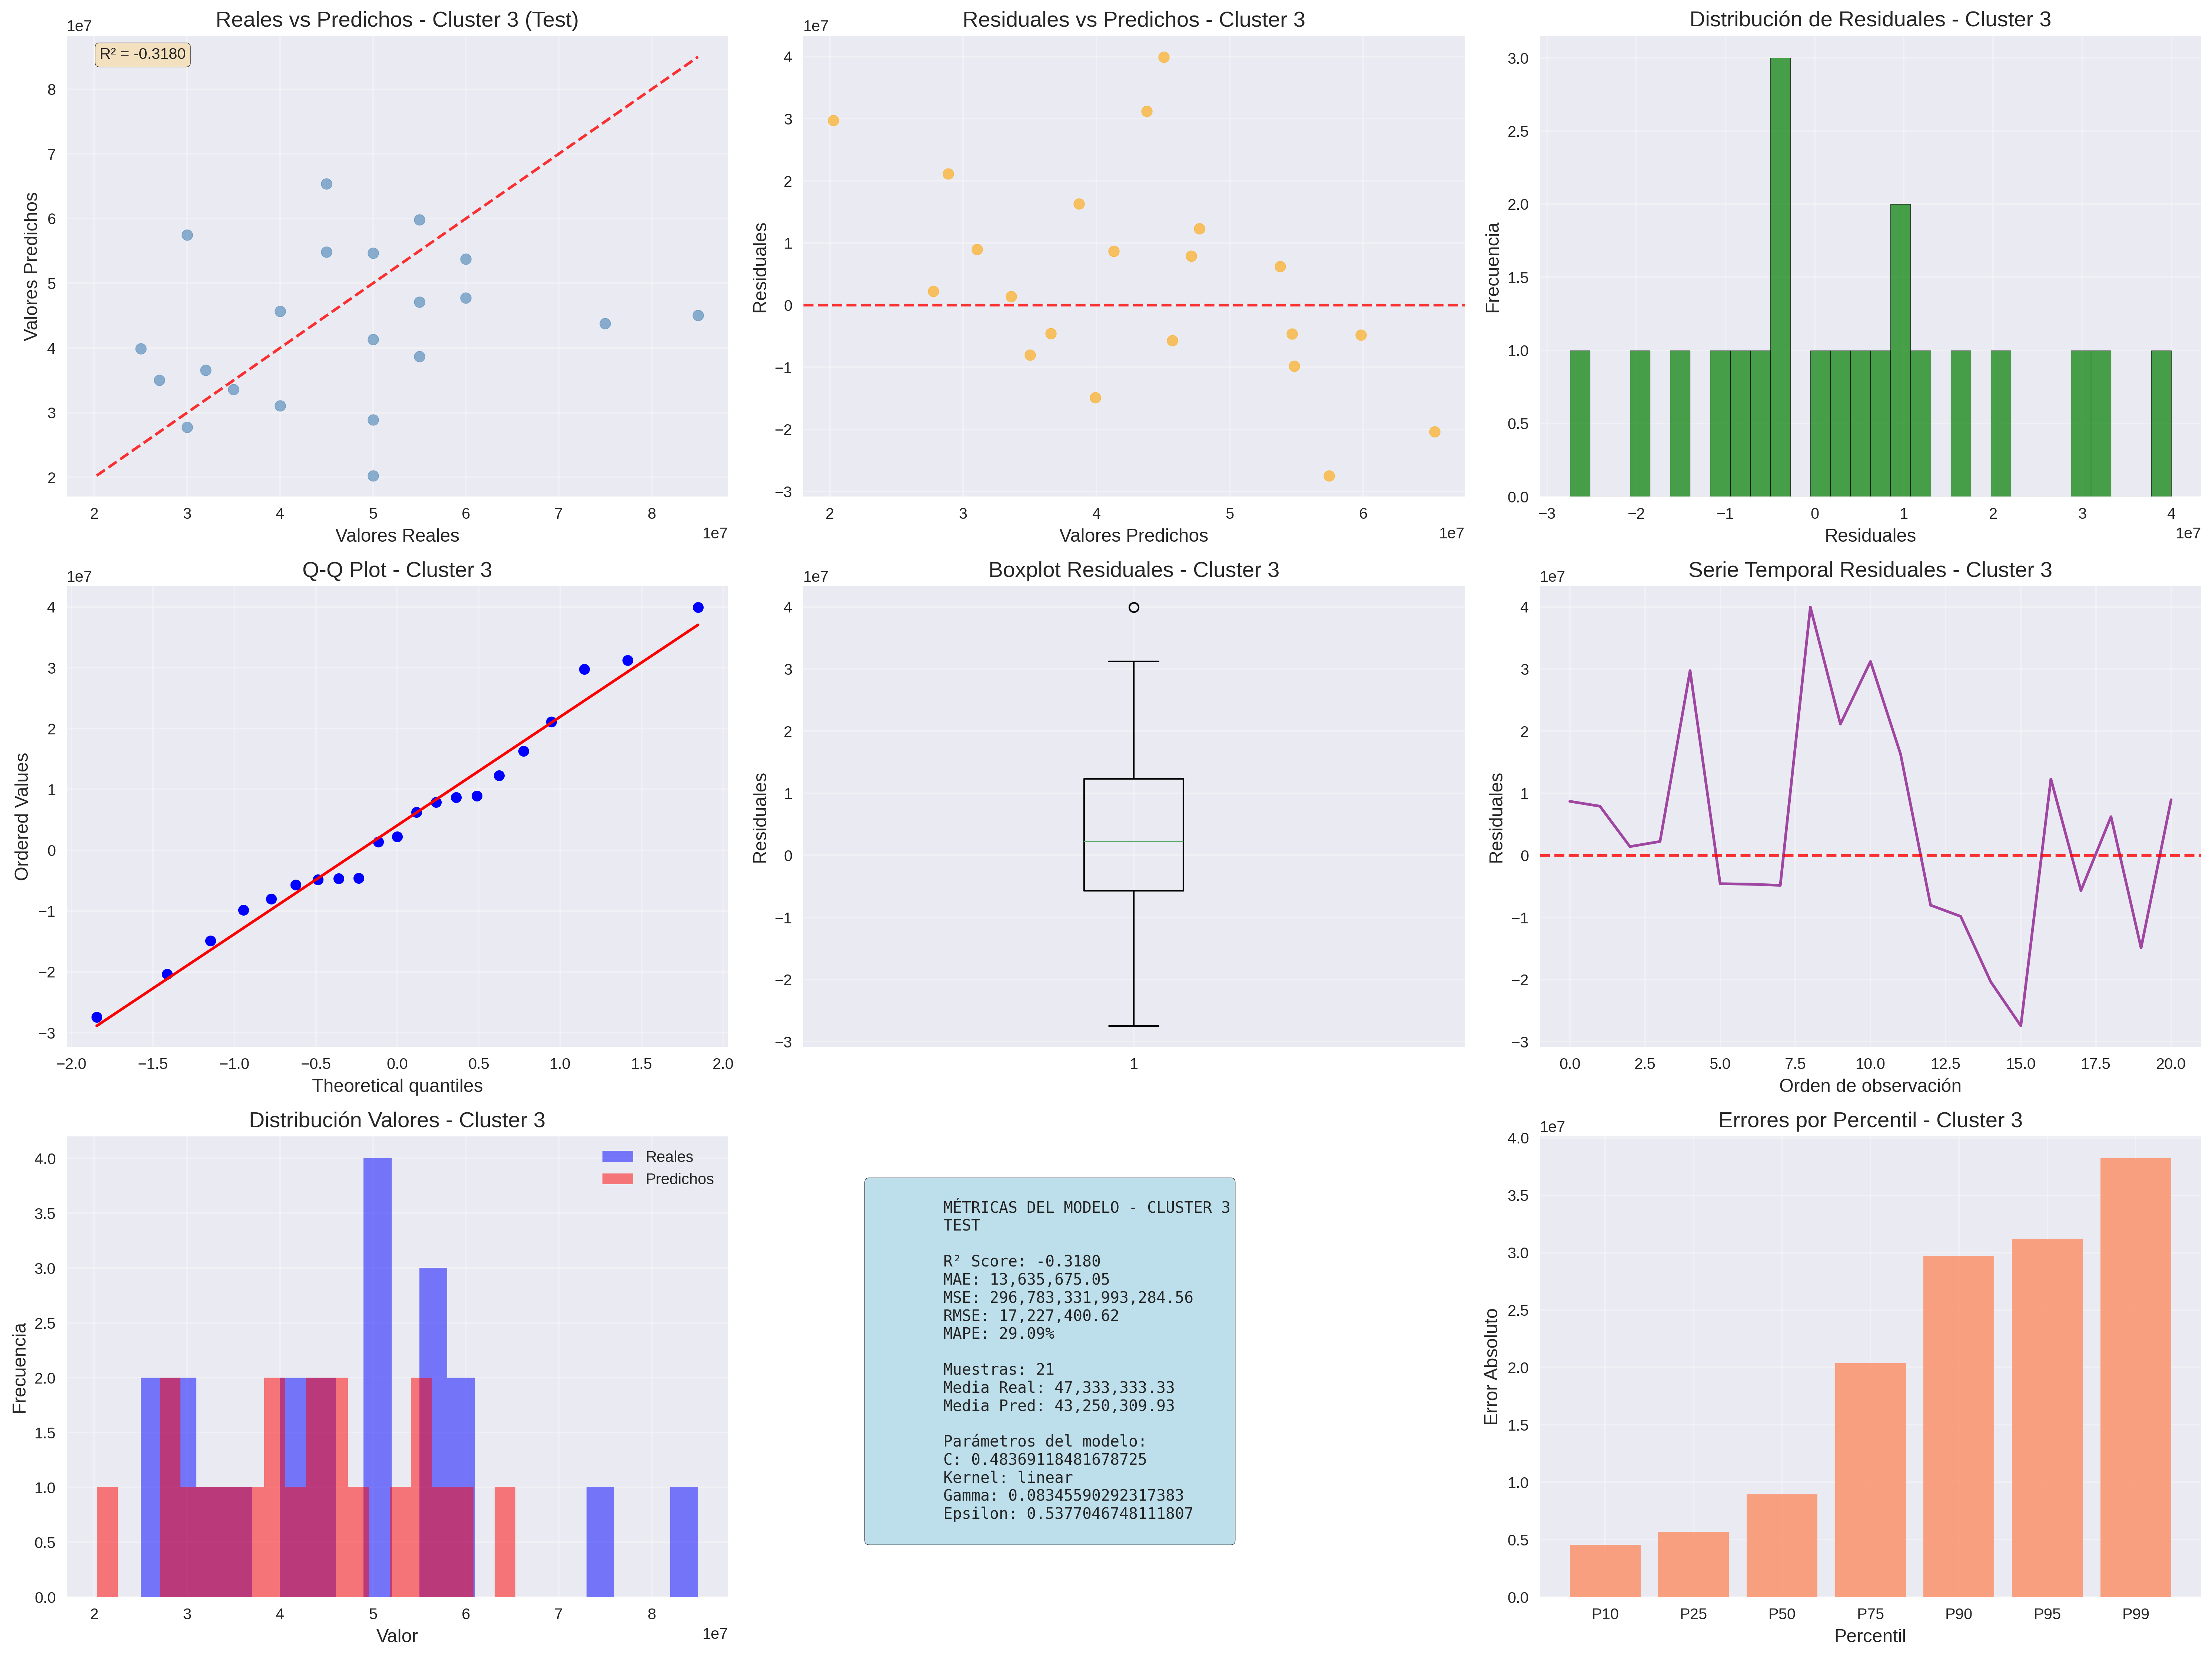 Reales vs Predichos - Cluster 3 (Test)
1e7
R² = -0.3180
Valores Predichos
8
7
6
5
4
3
2
2
3
4
5
6
7
8
1e7
Valores Reales
Residuales vs Predichos - Cluster 3
1e7
Residuales
4
3
2
1
0
−1
−2
−3
2
3
4
5
6
1e7
Valores Predichos
Distribución de Residuales - Cluster 3
Frecuencia
3.0
2.5
2.0
1.5
1.0
0.5
0.0
−3
−2
−1
0
1
2
3
4
1e7
Residuales
Q-Q Plot - Cluster 3
1e7
Ordered Values
4
3
2
1
0
−1
−2
−3
−2.0
−1.5
−1.0
−0.5
0.0
0.5
1.0
1.5
2.0
Theoretical quantiles
Boxplot Residuales - Cluster 3
1e7
Residuales
4
3
2
1
0
−1
−2
−3
1
Serie Temporal Residuales - Cluster 3
1e7
Residuales
4
3
2
1
0
−1
−2
−3
0.0
2.5
5.0
7.5
10.0
12.5
15.0
17.5
20.0
Orden de observación
Distribución Valores - Cluster 3
Reales
Predichos
Frecuencia
4.0
3.5
3.0
2.5
2.0
1.5
1.0
0.5
0.0
2
3
4
5
6
7
8
1e7
Valor
MÉTRICAS DEL MODELO - CLUSTER 3
TEST
R² Score: -0.3180
MAE: 13,635,675.05
MSE: 296,783,331,993,284.56
RMSE: 17,227,400.62
MAPE: 29.09%
Muestras: 21
Media Real: 47,333,333.33
Media Pred: 43,250,309.93
Parámetros del modelo:
C: 0.48369118481678725
Kernel: linear
Gamma: 0.08345590292317383
Epsilon: 0.5377046748111807
Errores por Percentil - Cluster 3
1e7
Error Absoluto
4.0
3.5
3.0
2.5
2.0
1.5
1.0
0.5
0.0
P10
P25
P50
P75
P90
P95
P99
Percentil